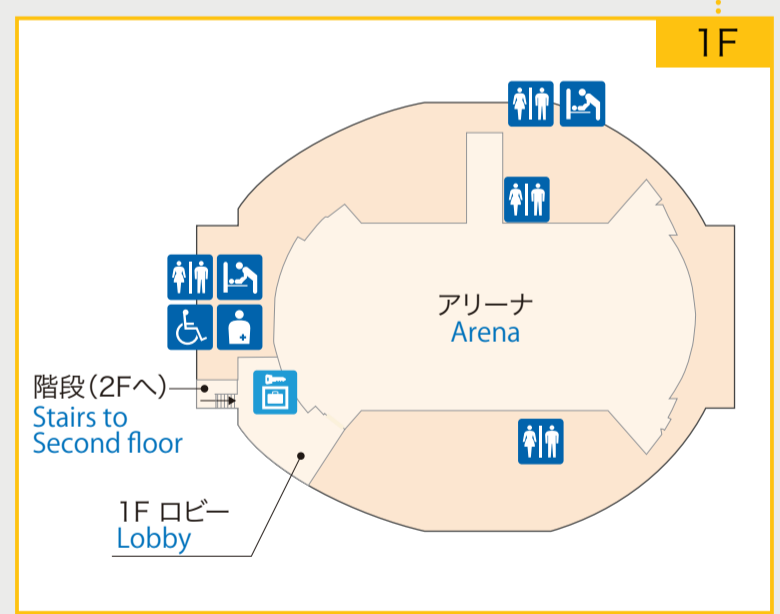 1F
アリーナ
Arena
階段（2Fへ）
Stairs to
Second floor
1F ロビー
Lobby